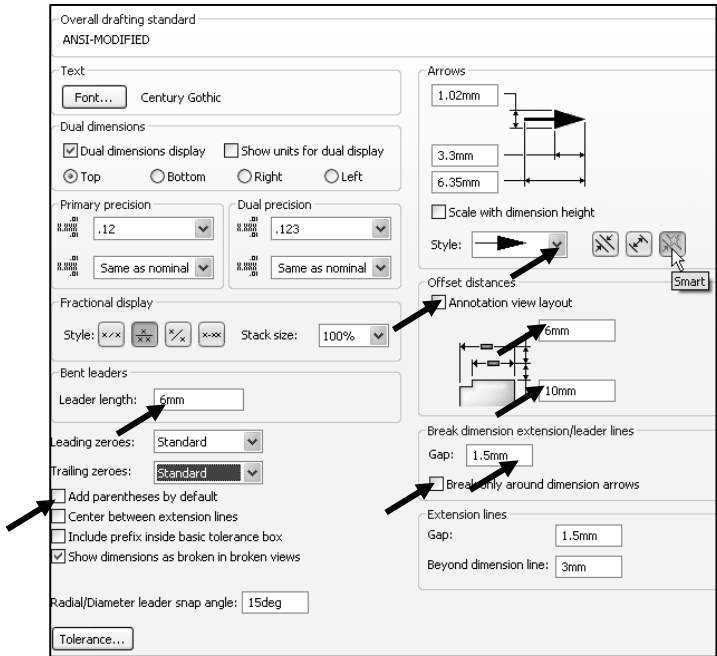 Overall drafting standard
ANSI-MODIFIED
Text
Font... Century Gothic
Dual dimensions
Dual dimensions display Show units for dual display
Top Bottom Right Left
Primary precision
.12
Same as nominal
Dual precision
.123
Same as nominal
Fractional display
Style: Stack size: 100%
Bent leaders
Leader length: 6mm
Leading zeroes: Standard
Trailing zeroes: Standard
Add parentheses by default
Center between extension lines
Include prefix inside basic tolerance box
Show dimensions as broken in broken views
Radial/Diameter leader snap angle: 15deg
Tolerance...
Arrows
1.02mm
3.3mm
6.35mm
Scale with dimension height
Style:
Smart
Offset distances
Annotation view layout
6mm
10mm
Break dimension extension/leader lines
Gap: 1.5mm
Break only around dimension arrows
Extension lines
Gap: 1.5mm
Beyond dimension line: 3mm